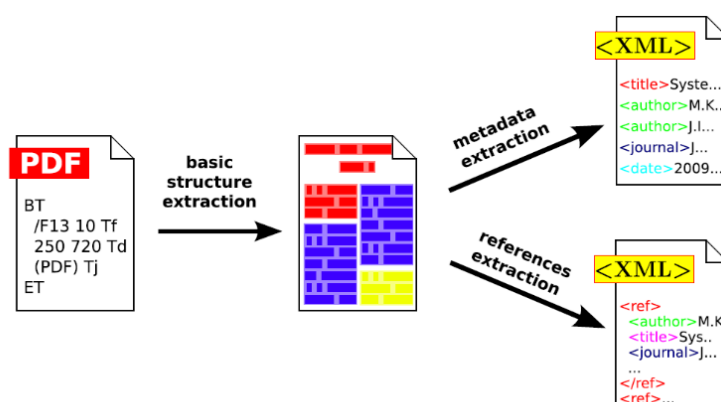 PDF
BT
/F13 10 Tf
250 720 Td
(PDF) Tj
ET
basic
structure
extraction
metadata
extraction
<XML>
<title>Syste...
<author>M.K..
<author>J.I...
<journal>J...
<date>2009...
references
extraction
<XML>
<ref>
<author>M.K
<title>Sys..
<journal>J...
...
</ref>
<ref>...